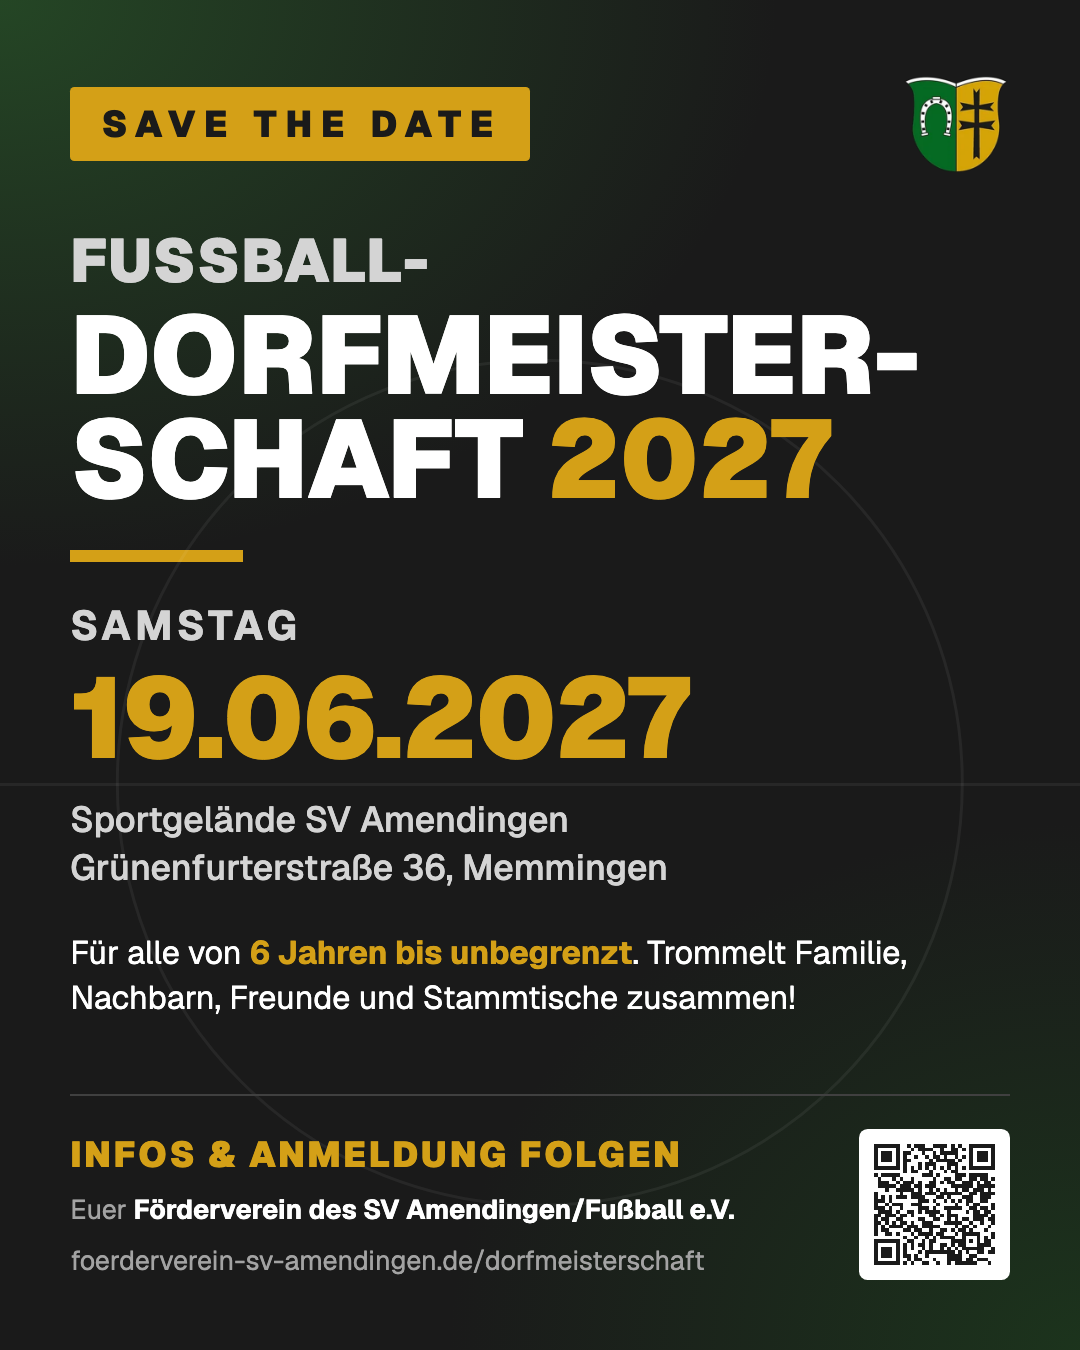 SAVE THE DATE
FUSSBALL-
DORFMEISTER-
SCHAFT 2027
SAMSTAG
19.06.2027
Sportgelände SV Amendingen
Grünenfurterstraße 36, Memmingen
Für alle von 6 Jahren bis unbegrenzt. Trommelt Familie,
Nachbarn, Freunde und Stammtische zusammen!
INFOS & ANMELDUNG FOLGEN
Euer Förderverein des SV Amendingen/Fußball e.V.
foerderverein-sv-amendingen.de/dorfmeisterschaft